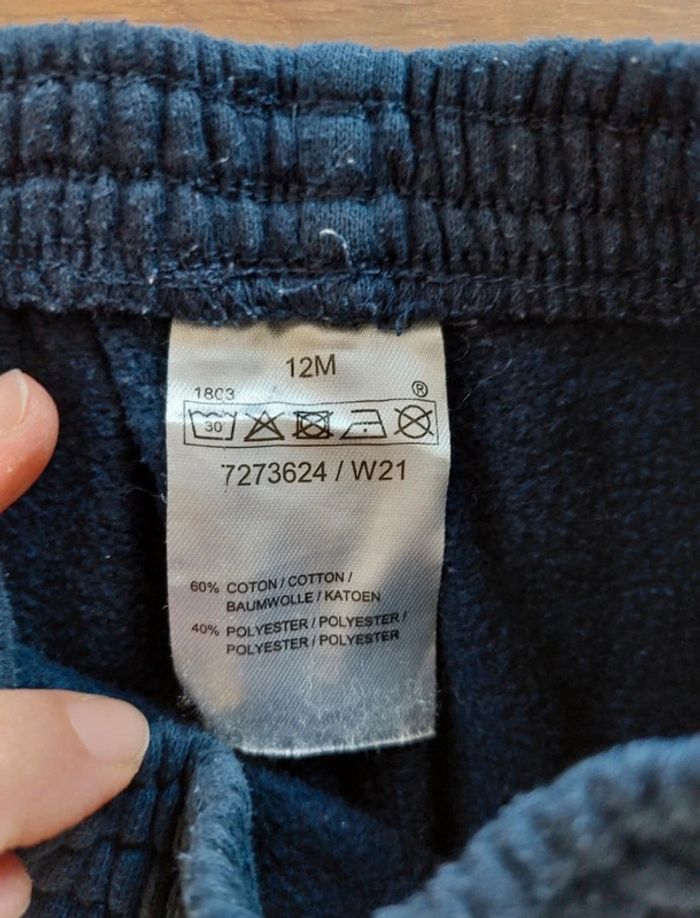 12M
1803
®
30
7273624 / W21
60% COTON / COTTON /
BAUMWOLLE / KATOEN
40% POLYESTER / POLYESTER /
POLYESTER / POLYESTER